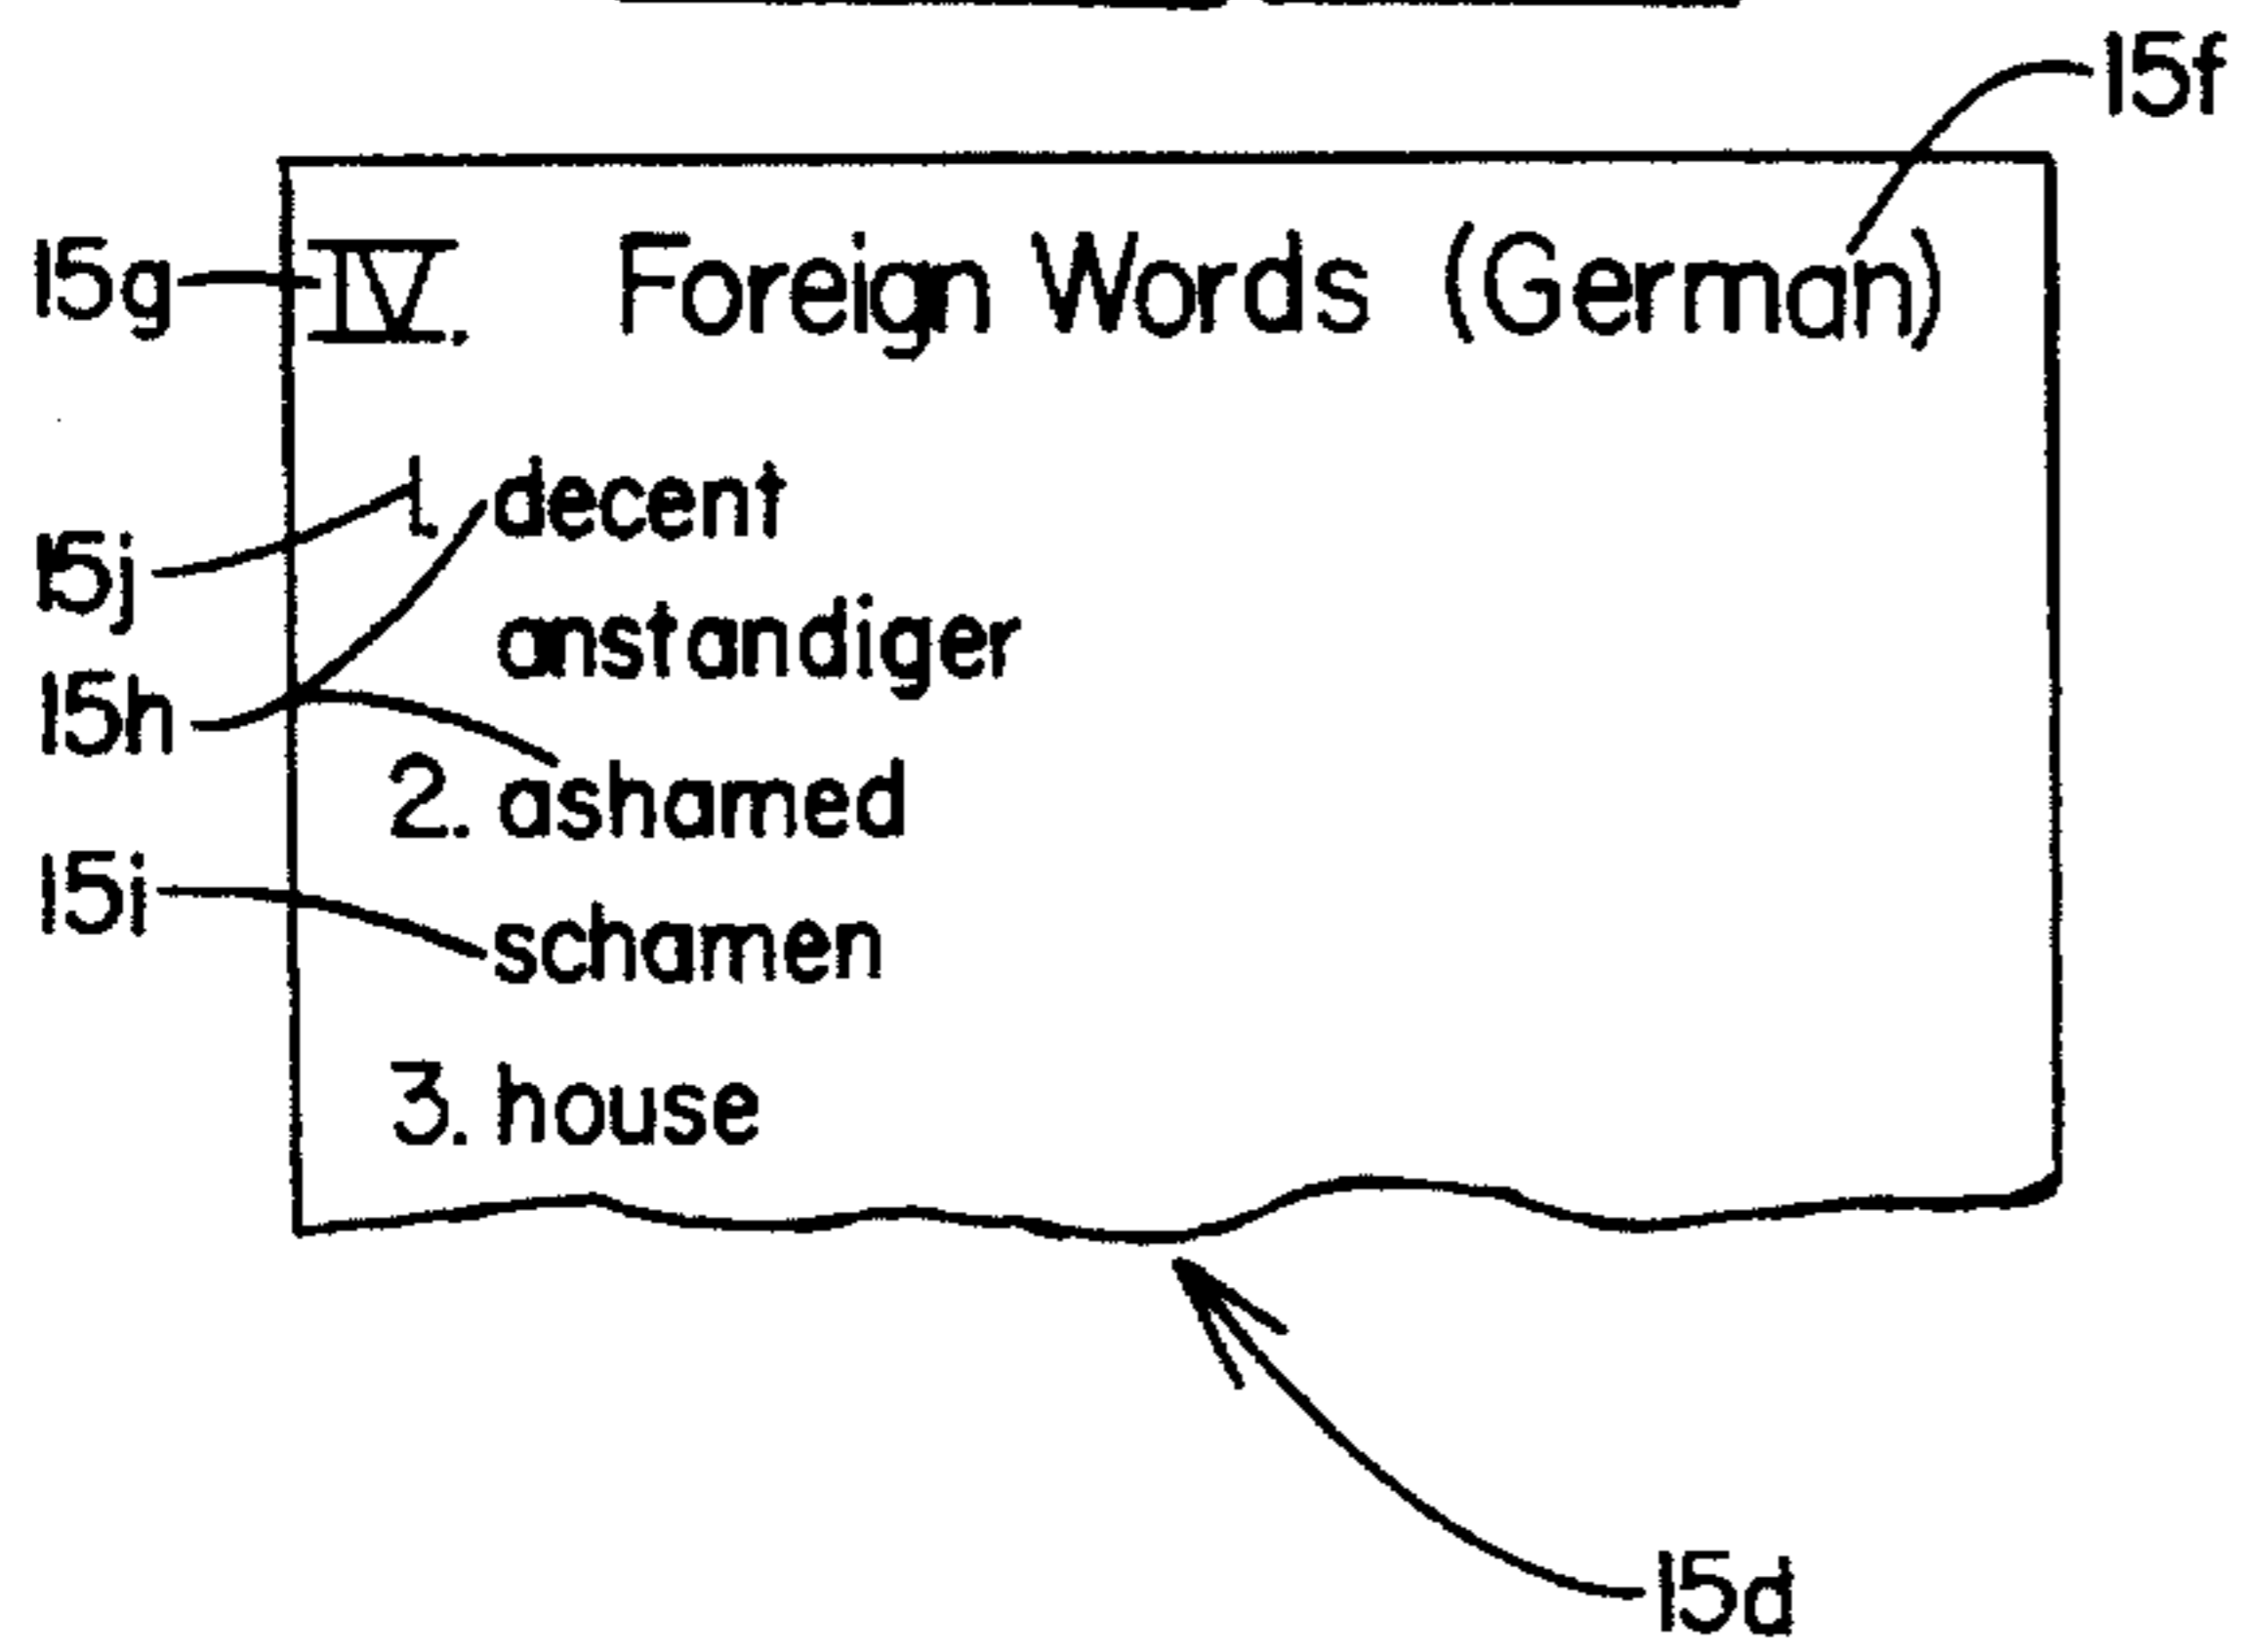 15f
15g IV. Foreign Words (German)
15j 1. decent
anstandiger
15h
2. ashamed
15i
schamen
3. house
15d